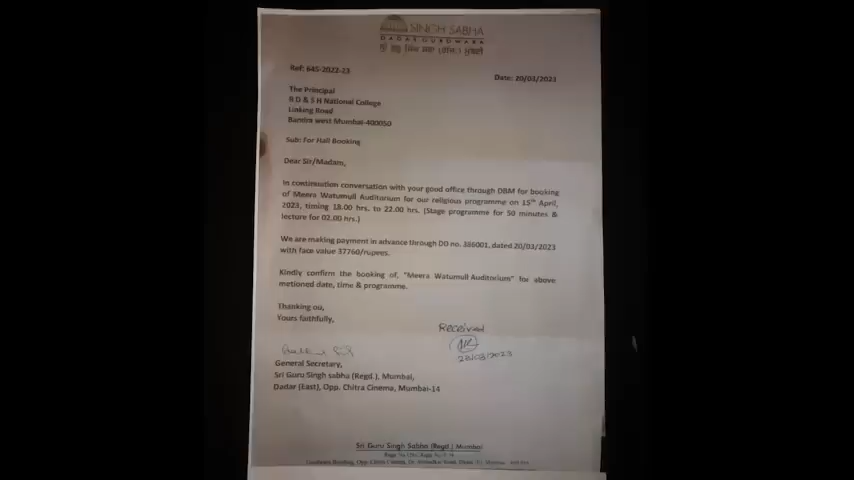 SINGH SABHA
DADAR GURDWARA
Ref: 645-2022-23
Date: 20/03/2023
The Principal
R D & S H National College
Linking Road
Bandra west Mumbai-400050
Sub: For Hall Booking
Dear Sir/Madam,
In continuation conversation with your good office through DBM for booking
of Meera Watumull Auditorium for our religious programme on 15th April,
2023, timing 18.00 hrs. to 22.00 hrs. (Stage programme for 50 minutes &
lecture for 02.00 hrs.)
We are making payment in advance through DD no. 386001, dated 20/03/2023
with face value 37760/rupees.
Kindly confirm the booking of, "Meera Watumull Auditorium" for above
metioned date, time & programme.
Thanking ou,
Yours faithfully,
Received
20/03/2023
General Secretary,
Sri Guru Singh sabha (Regd.) Mumbai,
Dadar (East), Opp. Chitra Cinema, Mumbai-14
Sri Guru Singh Sabha (Regd.) Mumbai